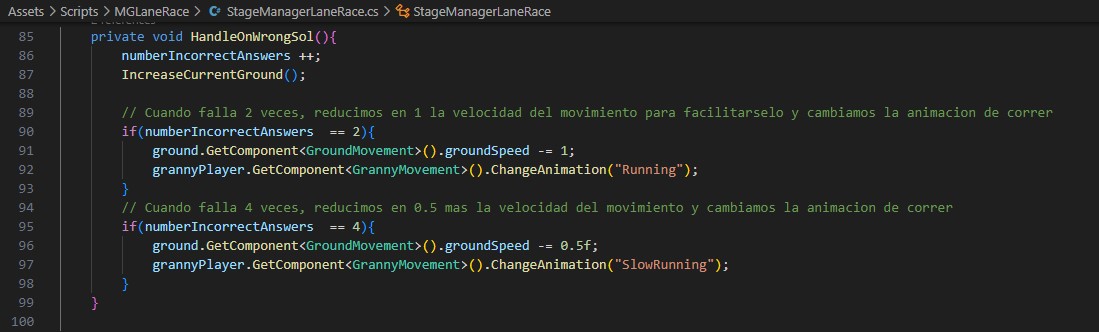 Assets > Scripts > MGLaneRace > StageManagerLaneRace.cs > StageManagerLaneRace
85 private void HandleOnWrongSol(){
86 numberIncorrectAnswers ++;
87 IncreaseCurrentGround();
88
89 // Cuando falla 2 veces, reducimos en 1 la velocidad del movimiento para facilitarselo y cambiamos la animacion de correr
90 if(numberIncorrectAnswers  == 2){
91 ground.GetComponent<GroundMovement>().groundSpeed -= 1;
92 grannyPlayer.GetComponent<GrannyMovement>().ChangeAnimation("Running");
93 }
94 // Cuando falla 4 veces, reducimos en 0.5 mas la velocidad del movimiento y cambiamos la animacion de correr
95 if(numberIncorrectAnswers  == 4){
96 ground.GetComponent<GroundMovement>().groundSpeed -= 0.5f;
97 grannyPlayer.GetComponent<GrannyMovement>().ChangeAnimation("SlowRunning");
98 }
99 }
100